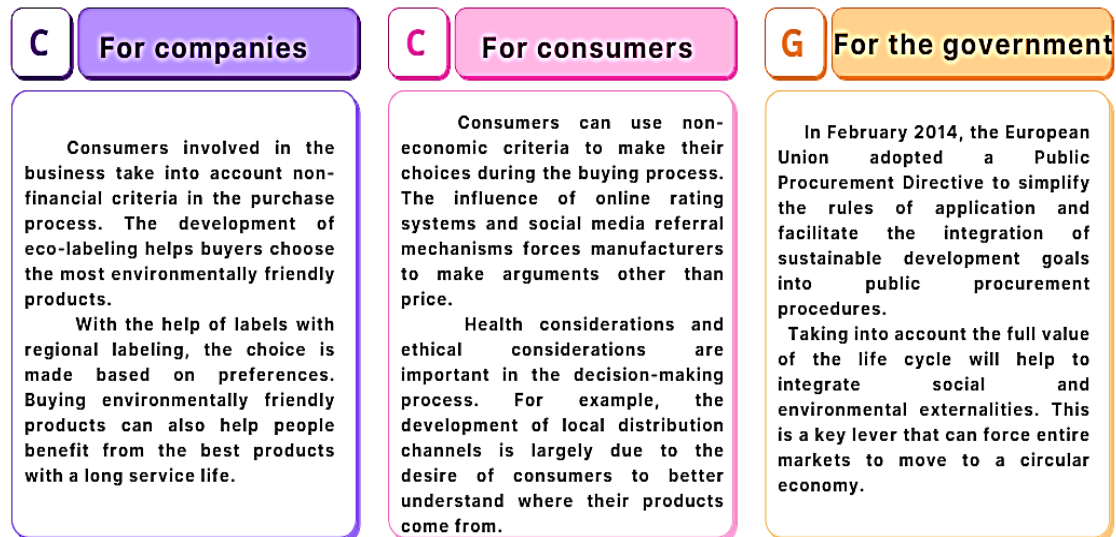 C
For companies
Consumers involved in the
business take into account non-
financial criteria in the purchase
process. The development of
eco-labeling helps buyers choose
the most environmentally friendly
products.
With the help of labels with
regional labeling, the choice is
made based on preferences.
Buying environmentally friendly
products can also help people
benefit from the best products
with a long service life.
C
For consumers
Consumers can use non-
economic criteria to make their
choices during the buying process.
The influence of online rating
systems and social media referral
mechanisms forces manufacturers
to make arguments other than
price.
Health considerations and
ethical considerations are
important in the decision-making
process. For example, the
development of local distribution
channels is largely due to the
desire of consumers to better
understand where their products
come from.
G
For the government
In February 2014, the European
Union adopted a Public
Procurement Directive to simplify
the rules of application and
facilitate the integration of
sustainable development goals
into public procurement
procedures.
Taking into account the full value
of the life cycle will help to
integrate social and
environmental externalities. This
is a key lever that can force entire
markets to move to a circular
economy.